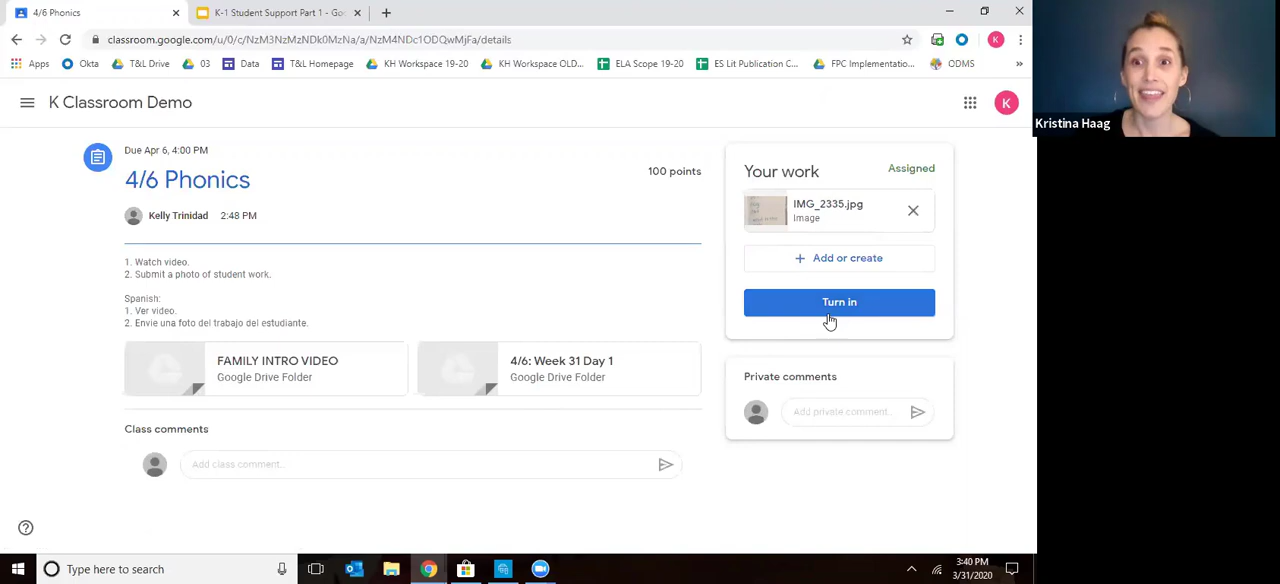 4/6 Phonics
K-1 Student Support Part 1 - Go
classroom.google.com/u/0/c/NzM3NzMzNDk0MzNa/a/NzM4NDc1ODQwMjFa/details
Apps Okta T&L Drive 03 Data T&L Homepage KH Workspace 19-20 KH Workspace OLD... ELA Scope 19-20 ES Lit Publication C... FPC Implementatio... ODMS »
K Classroom Demo
K
K
Kristina Haag
Due Apr 6, 4:00 PM
4/6 Phonics
100 points
Kelly Trinidad 2:48 PM
1. Watch video.
2. Submit a photo of student work.
Spanish:
1. Ver video.
2. Envie una foto del trabajo del estudiante.
FAMILY INTRO VIDEO
Google Drive Folder
4/6: Week 31 Day 1
Google Drive Folder
Class comments
Add class comment...
Your work
Assigned
IMG_2335.jpg
Image
+ Add or create
Turn in
Private comments
Add private comment...
Type here to search
3:40 PM
3/31/2020